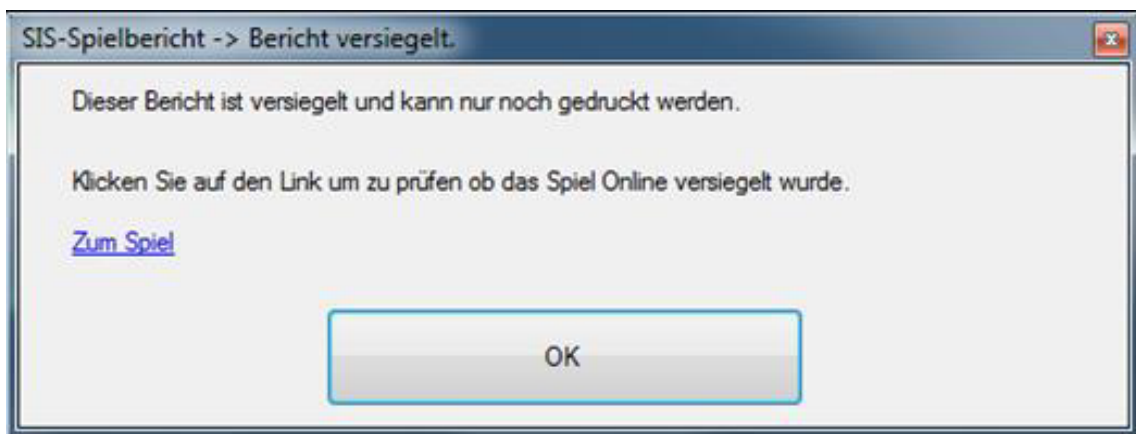 SIS-Spielbericht -> Bericht versiegelt.
Dieser Bericht ist versiegelt und kann nur noch gedruckt werden.
Klicken Sie auf den Link um zu prüfen ob das Spiel Online versiegelt wurde.
Zum Spiel
OK